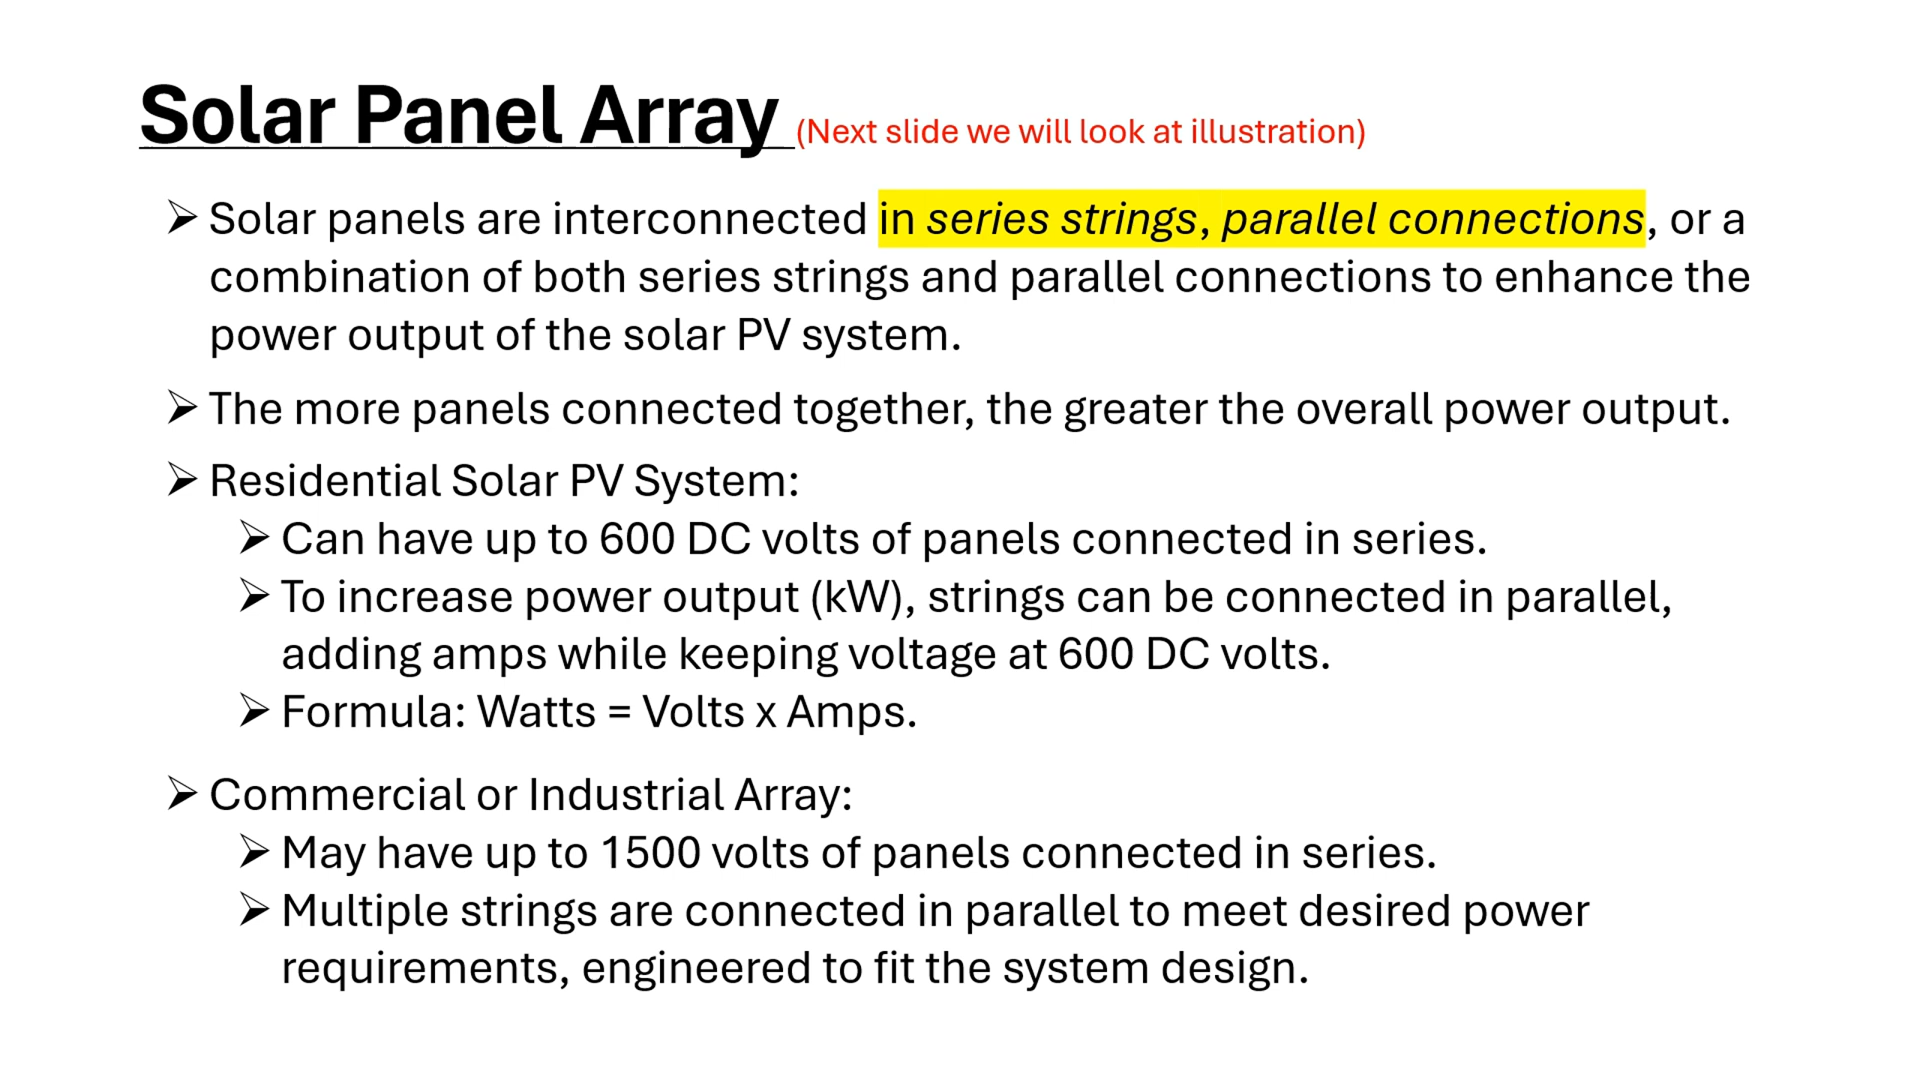 Solar Panel Array (Next slide we will look at illustration)
➢ Solar panels are interconnected in series strings, parallel connections, or a
combination of both series strings and parallel connections to enhance the
power output of the solar PV system.
➢ The more panels connected together, the greater the overall power output.
➢ Residential Solar PV System:
➢ Can have up to 600 DC volts of panels connected in series.
➢ To increase power output (kW), strings can be connected in parallel,
adding amps while keeping voltage at 600 DC volts.
➢ Formula: Watts = Volts x Amps.
➢ Commercial or Industrial Array:
➢ May have up to 1500 volts of panels connected in series.
➢ Multiple strings are connected in parallel to meet desired power
requirements, engineered to fit the system design.